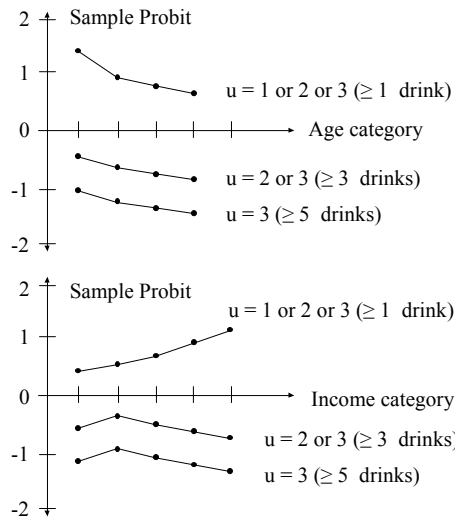 2
Sample Probit
1
u = 1 or 2 or 3 (≥ 1 drink)
0
Age category
u = 2 or 3 (≥ 3 drinks)
-1
u = 3 (≥ 5 drinks)
-2
2
Sample Probit
u = 1 or 2 or 3 (≥ 1 drink)
1
0
Income category
u = 2 or 3 (≥ 3 drinks)
-1
u = 3 (≥ 5 drinks)
-2